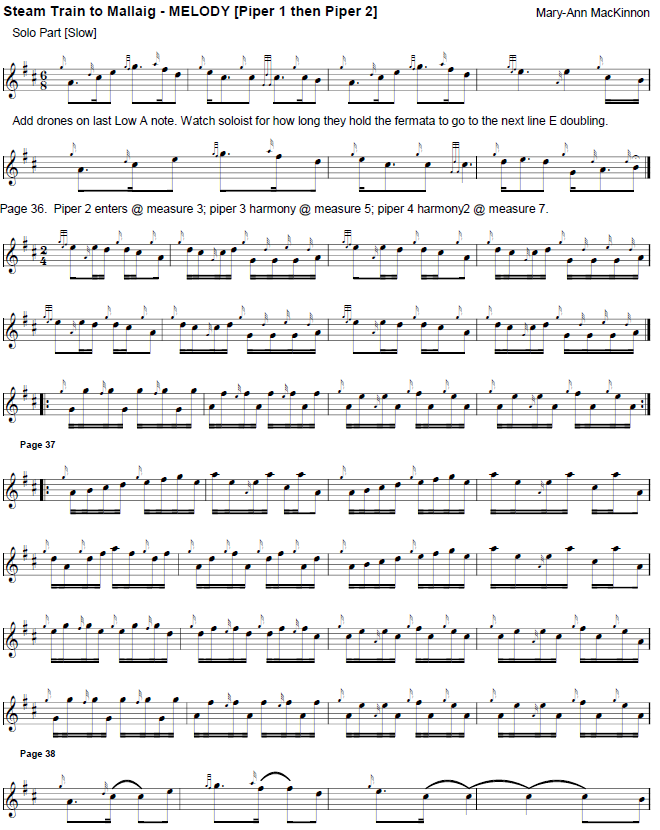 Steam Train to Mallaig - MELODY [Piper 1 then Piper 2]
Mary-Ann MacKinnon
Solo Part [Slow]
6
8
Add drones on last Low A note. Watch soloist for how long they hold the fermata to go to the next line E doubling.
Page 36. Piper 2 enters @ measure 3; piper 3 harmony @ measure 5; piper 4 harmony2 @ measure 7.
2
4
Page 37
Page 38